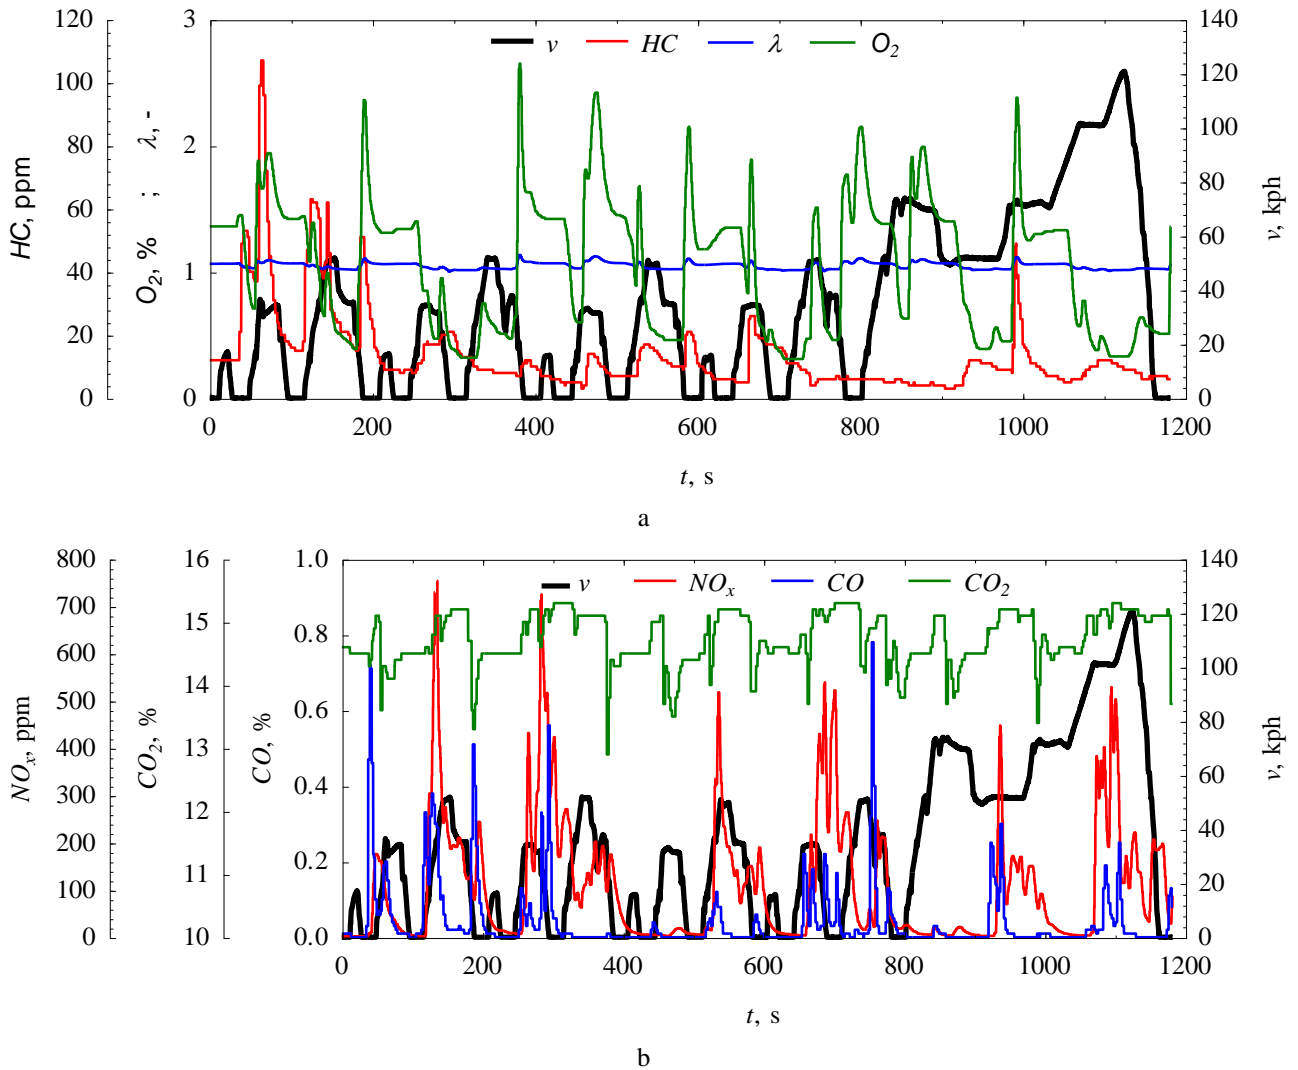 120 3 140
v HC λ O2
100 120
2 100
80
80
60
60
1
40
40
20 20
0 0 0
0 200 400 600 800 1000 1200
HC, ppm
O2, % ; λ, -
v, kph
t, s
a
800 16 1.0 140
v NOx CO CO2
700 15 0.8 120
600 100
14
500 0.6 80
400 13
60
300 0.4
12 40
200
0.2
11 20
100
0 10 0.0 0
0 200 400 600 800 1000 1200
NOx, ppm
CO2, %
CO, %
v, kph
t, s
b